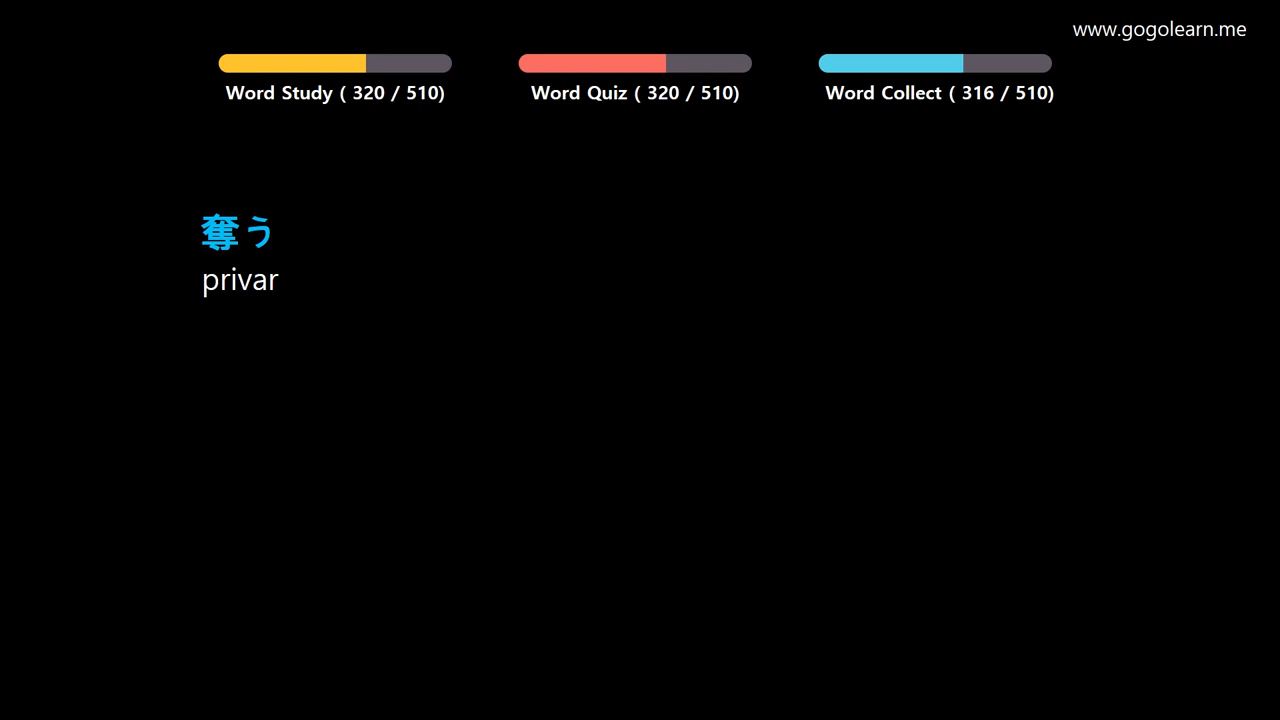 www.gogolearn.me
Word Study ( 320 / 510)
Word Quiz ( 320 / 510)
Word Collect ( 316 / 510)
奪う
privar